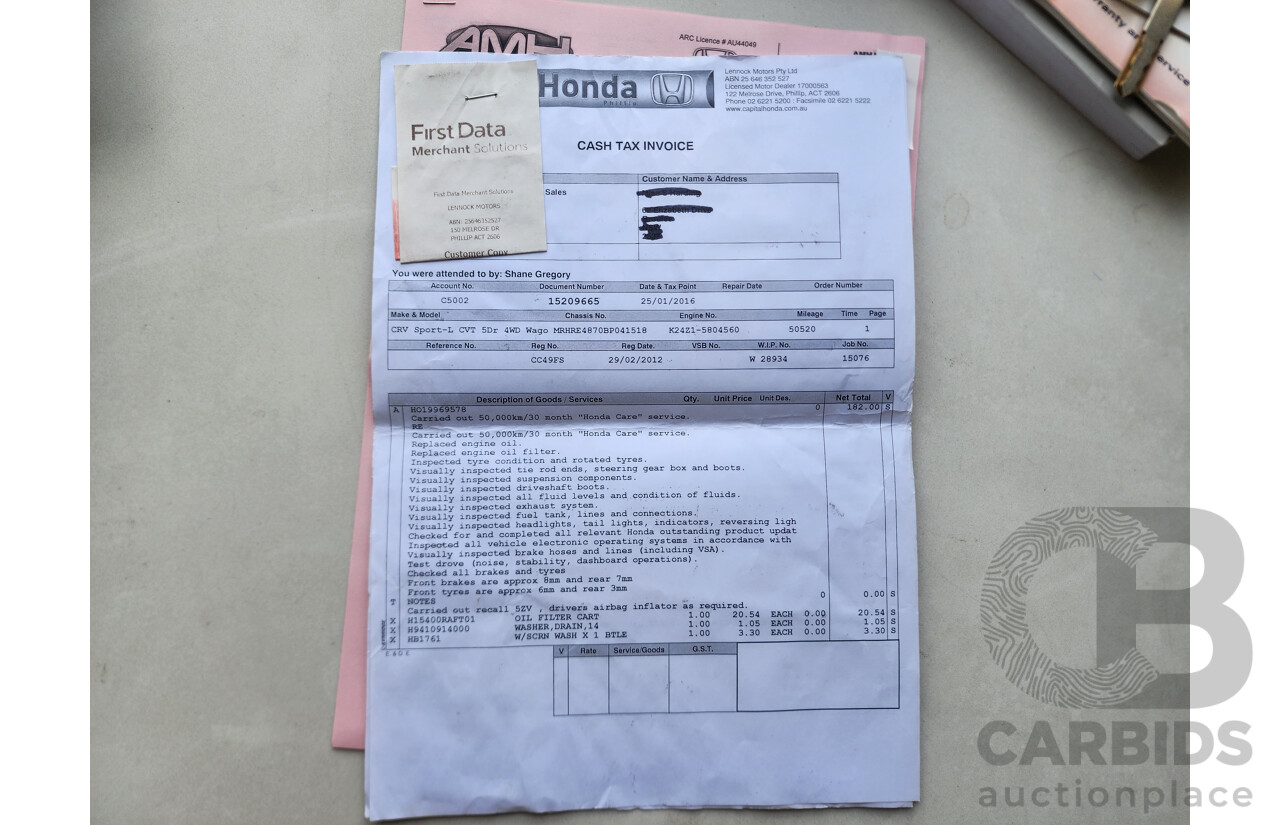 AMH
ARC Licence # AU44049
Honda
Phillip
Lennock Motors Pty Ltd
ABN 25 646 352 527
Licensed Motor Dealer 17000563
122 Melrose Drive, Phillip, ACT 2606
Phone 02 6221 5200 : Facsimile 02 6221 5222
www.capitalhonda.com.au
First Data
Merchant Solutions
First Data Merchant Solutions
LENNOCK MOTORS
ABN: 25646352527
150 MELROSE DR
PHILLIP ACT 2606
Customer Copy
CASH TAX INVOICE
Sales
Customer Name & Address
You were attended to by: Shane Gregory
Account No. Document Number Date & Tax Point Repair Date Order Number
C5002 15209665 25/01/2016
Make & Model Chassis No. Engine No. Mileage Time Page
CRV Sport-L CVT 5Dr 4WD Wago MRHRE4870BP041518 K24Z1-5804560 50520 1
Reference No. Reg No. Reg Date. VSB No. W.I.P. No. Job No.
CC49FS 29/02/2012 W 28934 15076
Description of Goods / Services Qty. Unit Price Unit Des. Net Total V
A HO19969578 0 182.00 S
Carried out 50,000km/30 month "Honda Care" service.
RE
Carried out 50,000km/30 month "Honda Care" service.
Replaced engine oil.
Replaced engine oil filter.
Inspected tyre condition and rotated tyres.
Visually inspected tie rod ends, steering gear box and boots.
Visually inspected suspension components.
Visually inspected driveshaft boots.
Visually inspected all fluid levels and condition of fluids.
Visually inspected exhaust system.
Visually inspected fuel tank, lines and connections.
Visually inspected headlights, tail lights, indicators, reversing ligh
Checked for and completed all relevant Honda outstanding product updat
Inspected all vehicle electronic operating systems in accordance with
Visually inspected brake hoses and lines (including VSA).
Test drove (noise, stability, dashboard operations).
Checked all brakes and tyres
Front brakes are approx 8mm and rear 7mm
Front tyres are approx 6mm and rear 3mm
T NOTES 0 0.00 S
Carried out recall 5ZV , drivers airbag inflator as required.
X H15400RAFT01 OIL FILTER CART 1.00 20.54 EACH 0.00 20.54 S
X H9410914000 WASHER,DRAIN,14 1.00 1.05 EACH 0.00 1.05 S
X HB1761 W/SCRN WASH X 1 BTLE 1.00 3.30 EACH 0.00 3.30 S
E & O E
V Rate Service/Goods G.S.T.
CB
CARBIDS
auctionplace